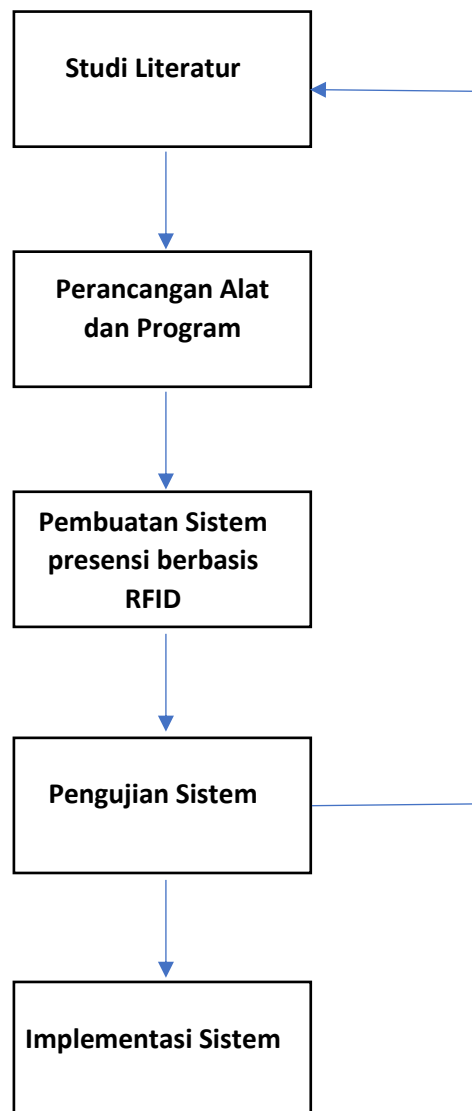 Studi Literatur
Perancangan Alat
dan Program
Pembuatan Sistem
presensi berbasis
RFID
Pengujian Sistem
Implementasi Sistem